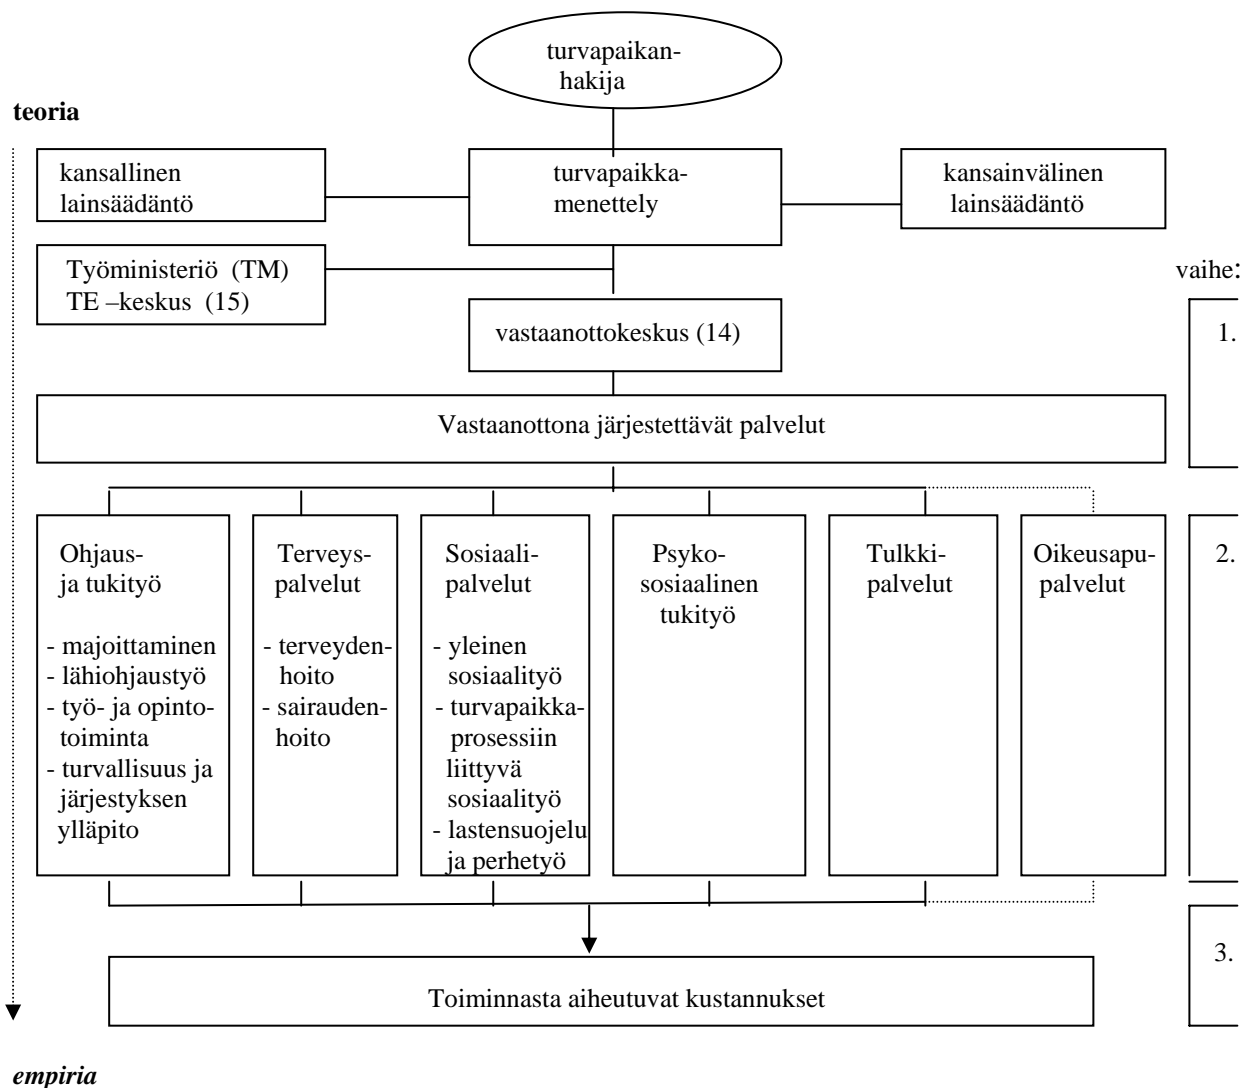 turvapaikan-
hakija
teoria
kansallinen
lainsäädäntö
turvapaikka-
menettely
kansainvälinen
lainsäädäntö
Työministeriö (TM)
TE –keskus (15)
vaihe:
vastaanottokeskus (14)
1.
Vastaanottona järjestettävät palvelut
Ohjaus-
ja tukityö
- majoittaminen
- lähiohjaustyö
- työ- ja opinto-
toiminta
- turvallisuus ja
järjestyksen
ylläpito
Terveys-
palvelut
- terveyden-
hoito
- sairauden-
hoito
Sosiaali-
palvelut
- yleinen
sosiaalityö
- turvapaikka-
prosessiin
liittyvä
sosiaalityö
- lastensuojelu
ja perhetyö
Psyko-
sosiaalinen
tukityö
Tulkki-
palvelut
Oikeusapu-
palvelut
2.
3.
Toiminnasta aiheutuvat kustannukset
empiria